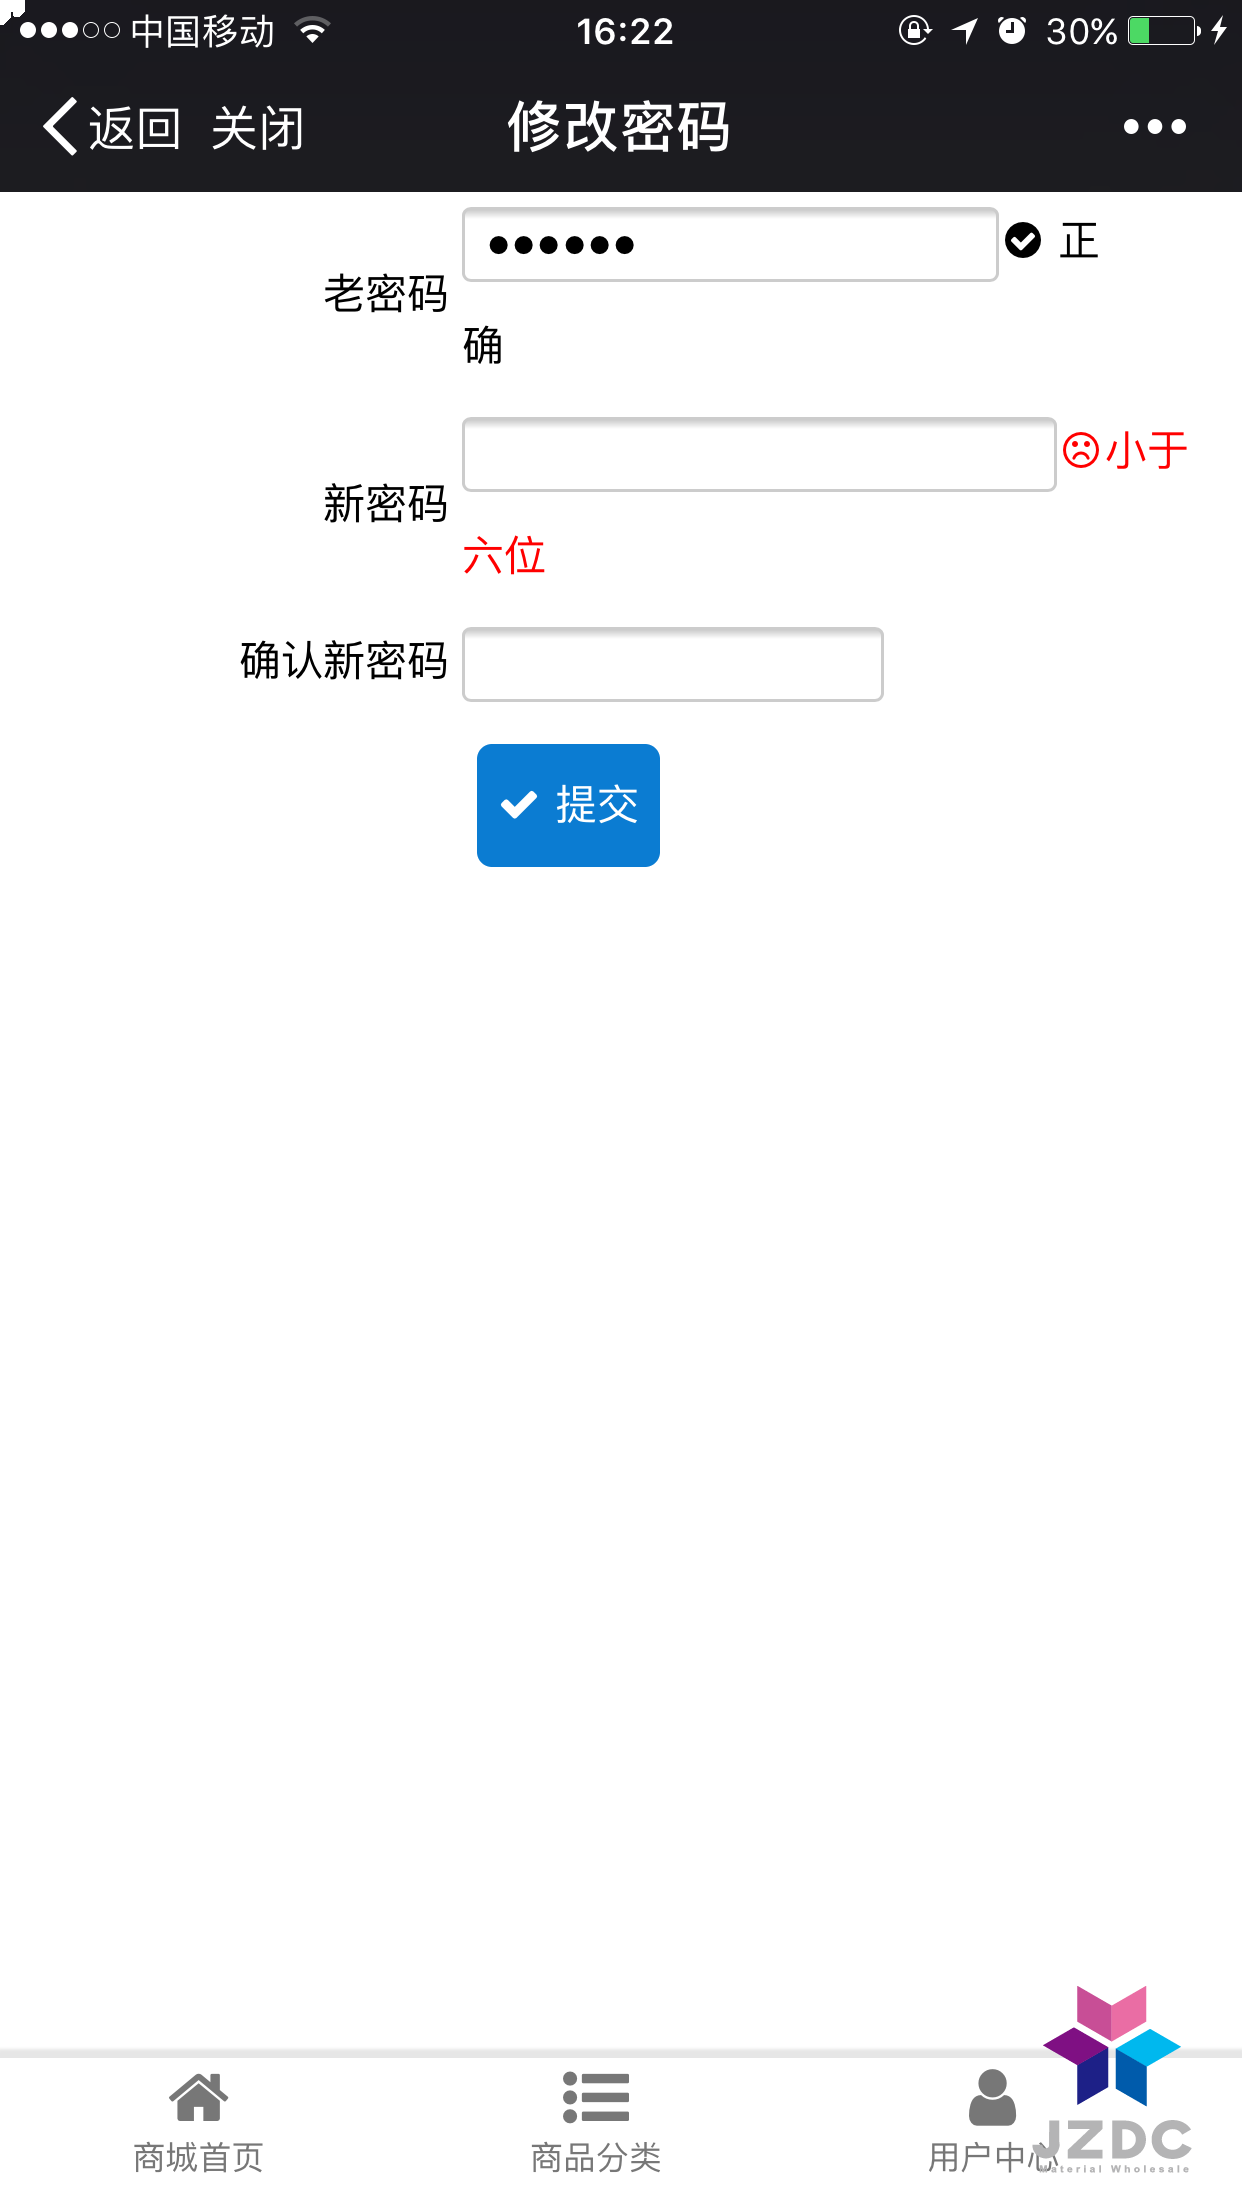 中国移动 16:22 30%
返回 关闭 修改密码
老密码 •••••• 正
确
新密码 小于
六位
确认新密码
提交
商城首页 商品分类 用户中心
JZDC
Material Wholesale